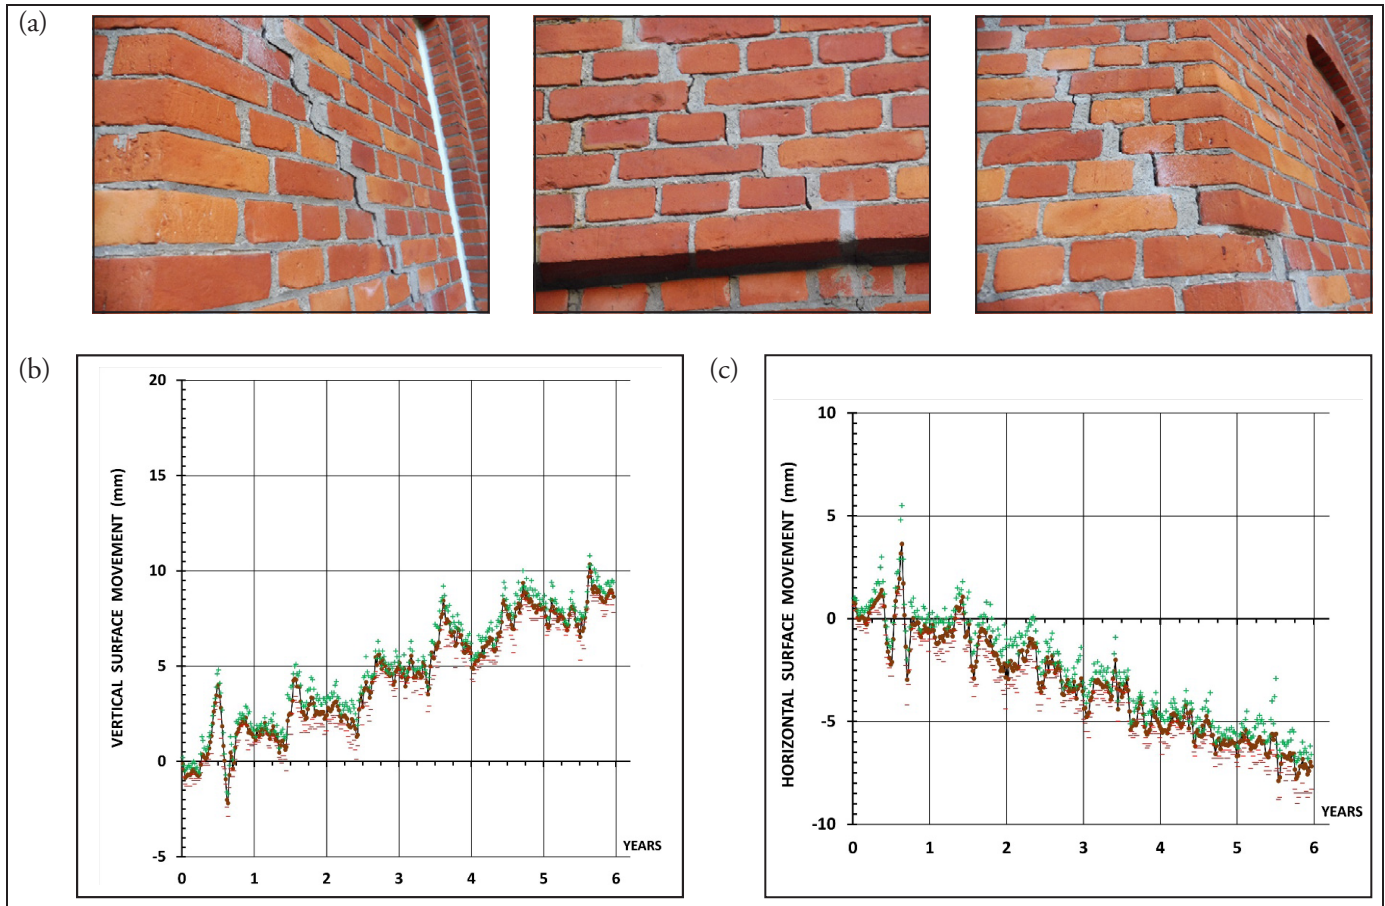 (a)
(b)
(c)
VERTICAL SURFACE MOVEMENT (mm)
20
15
10
5
0
-5
0 1 2 3 4 5 6
YEARS
HORIZONTAL SURFACE MOVEMENT (mm)
10
5
0
-5
-10
0 1 2 3 4 5 6
YEARS